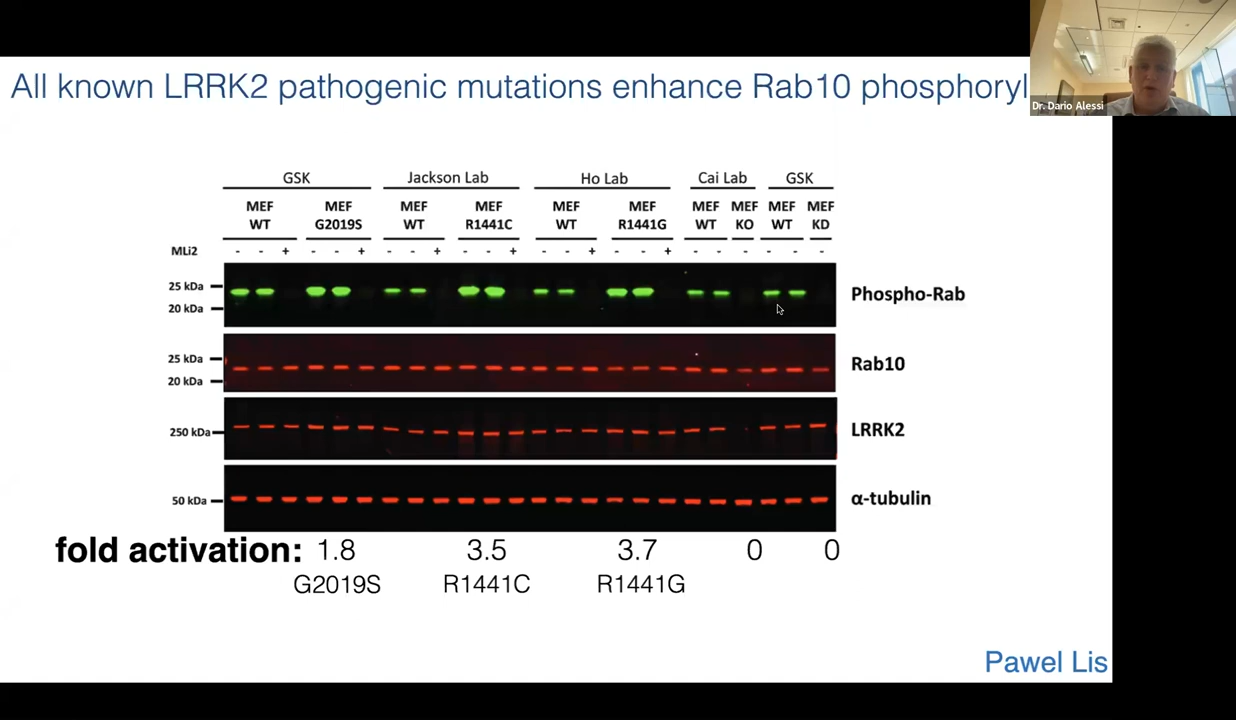 All known LRRK2 pathogenic mutations enhance Rab10 phosphoryl
Dr. Dario Alessi
GSK Jackson Lab Ho Lab Cai Lab GSK
MEF MEF MEF MEF MEF MEF MEF MEF MEF MEF
WT G2019S WT R1441C WT R1441G WT KO WT KD
MLi2 - - + - - + - - + - - + - - + - - + - - - - - -
25 kDa
20 kDa
Phospho-Rab
25 kDa
20 kDa
Rab10
250 kDa
LRRK2
50 kDa
α-tubulin
fold activation: 1.8 3.5 3.7 0 0
G2019S R1441C R1441G
Pawel Lis